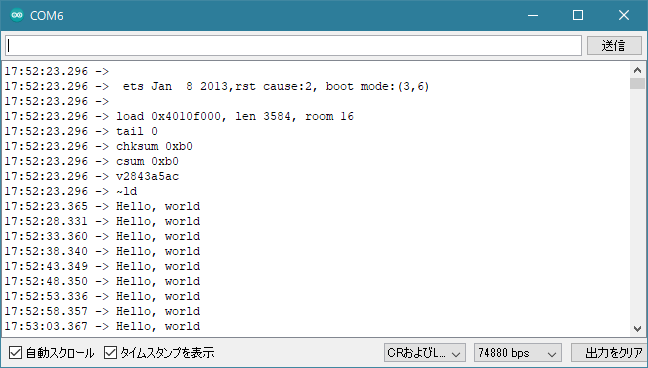 COM6
送信
17:52:23.296 ->
17:52:23.296 ->  ets Jan  8 2013,rst cause:2, boot mode:(3,6)
17:52:23.296 ->
17:52:23.296 -> load 0x4010f000, len 3584, room 16
17:52:23.296 -> tail 0
17:52:23.296 -> chksum 0xb0
17:52:23.296 -> csum 0xb0
17:52:23.296 -> v2843a5ac
17:52:23.296 -> ~ld
17:52:23.365 -> Hello, world
17:52:28.331 -> Hello, world
17:52:33.360 -> Hello, world
17:52:38.340 -> Hello, world
17:52:43.349 -> Hello, world
17:52:48.350 -> Hello, world
17:52:53.336 -> Hello, world
17:52:58.357 -> Hello, world
17:53:03.367 -> Hello, world
自動スクロール タイムスタンプを表示 CRおよびL... 74880 bps 出力をクリア